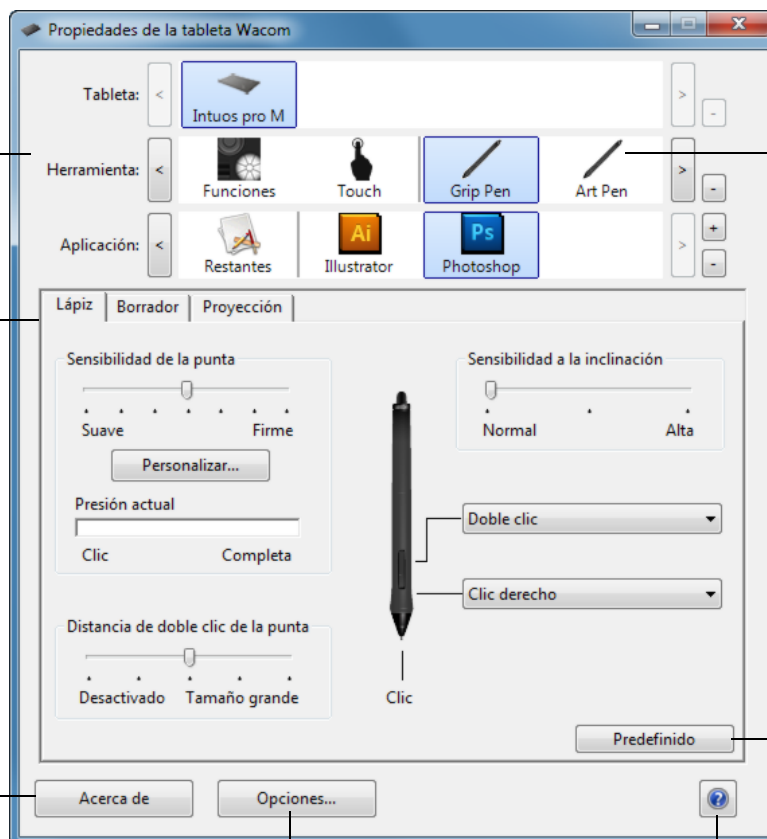 Propiedades de la tableta Wacom
Tableta:
<
Intuos pro M
>
-
Herramienta:
<
Funciones
Touch
Grip Pen
Art Pen
>
-
Aplicación:
<
Restantes
Ai
Illustrator
Ps
Photoshop
>
+
-
Lápiz Borrador Proyección
Sensibilidad de la punta
Suave Firme
Personalizar...
Presión actual
Clic Completa
Distancia de doble clic de la punta
Desactivado Tamaño grande
Sensibilidad a la inclinación
Normal Alta
Doble clic
Clic derecho
Clic
Predefinido
Acerca de
Opciones...
?